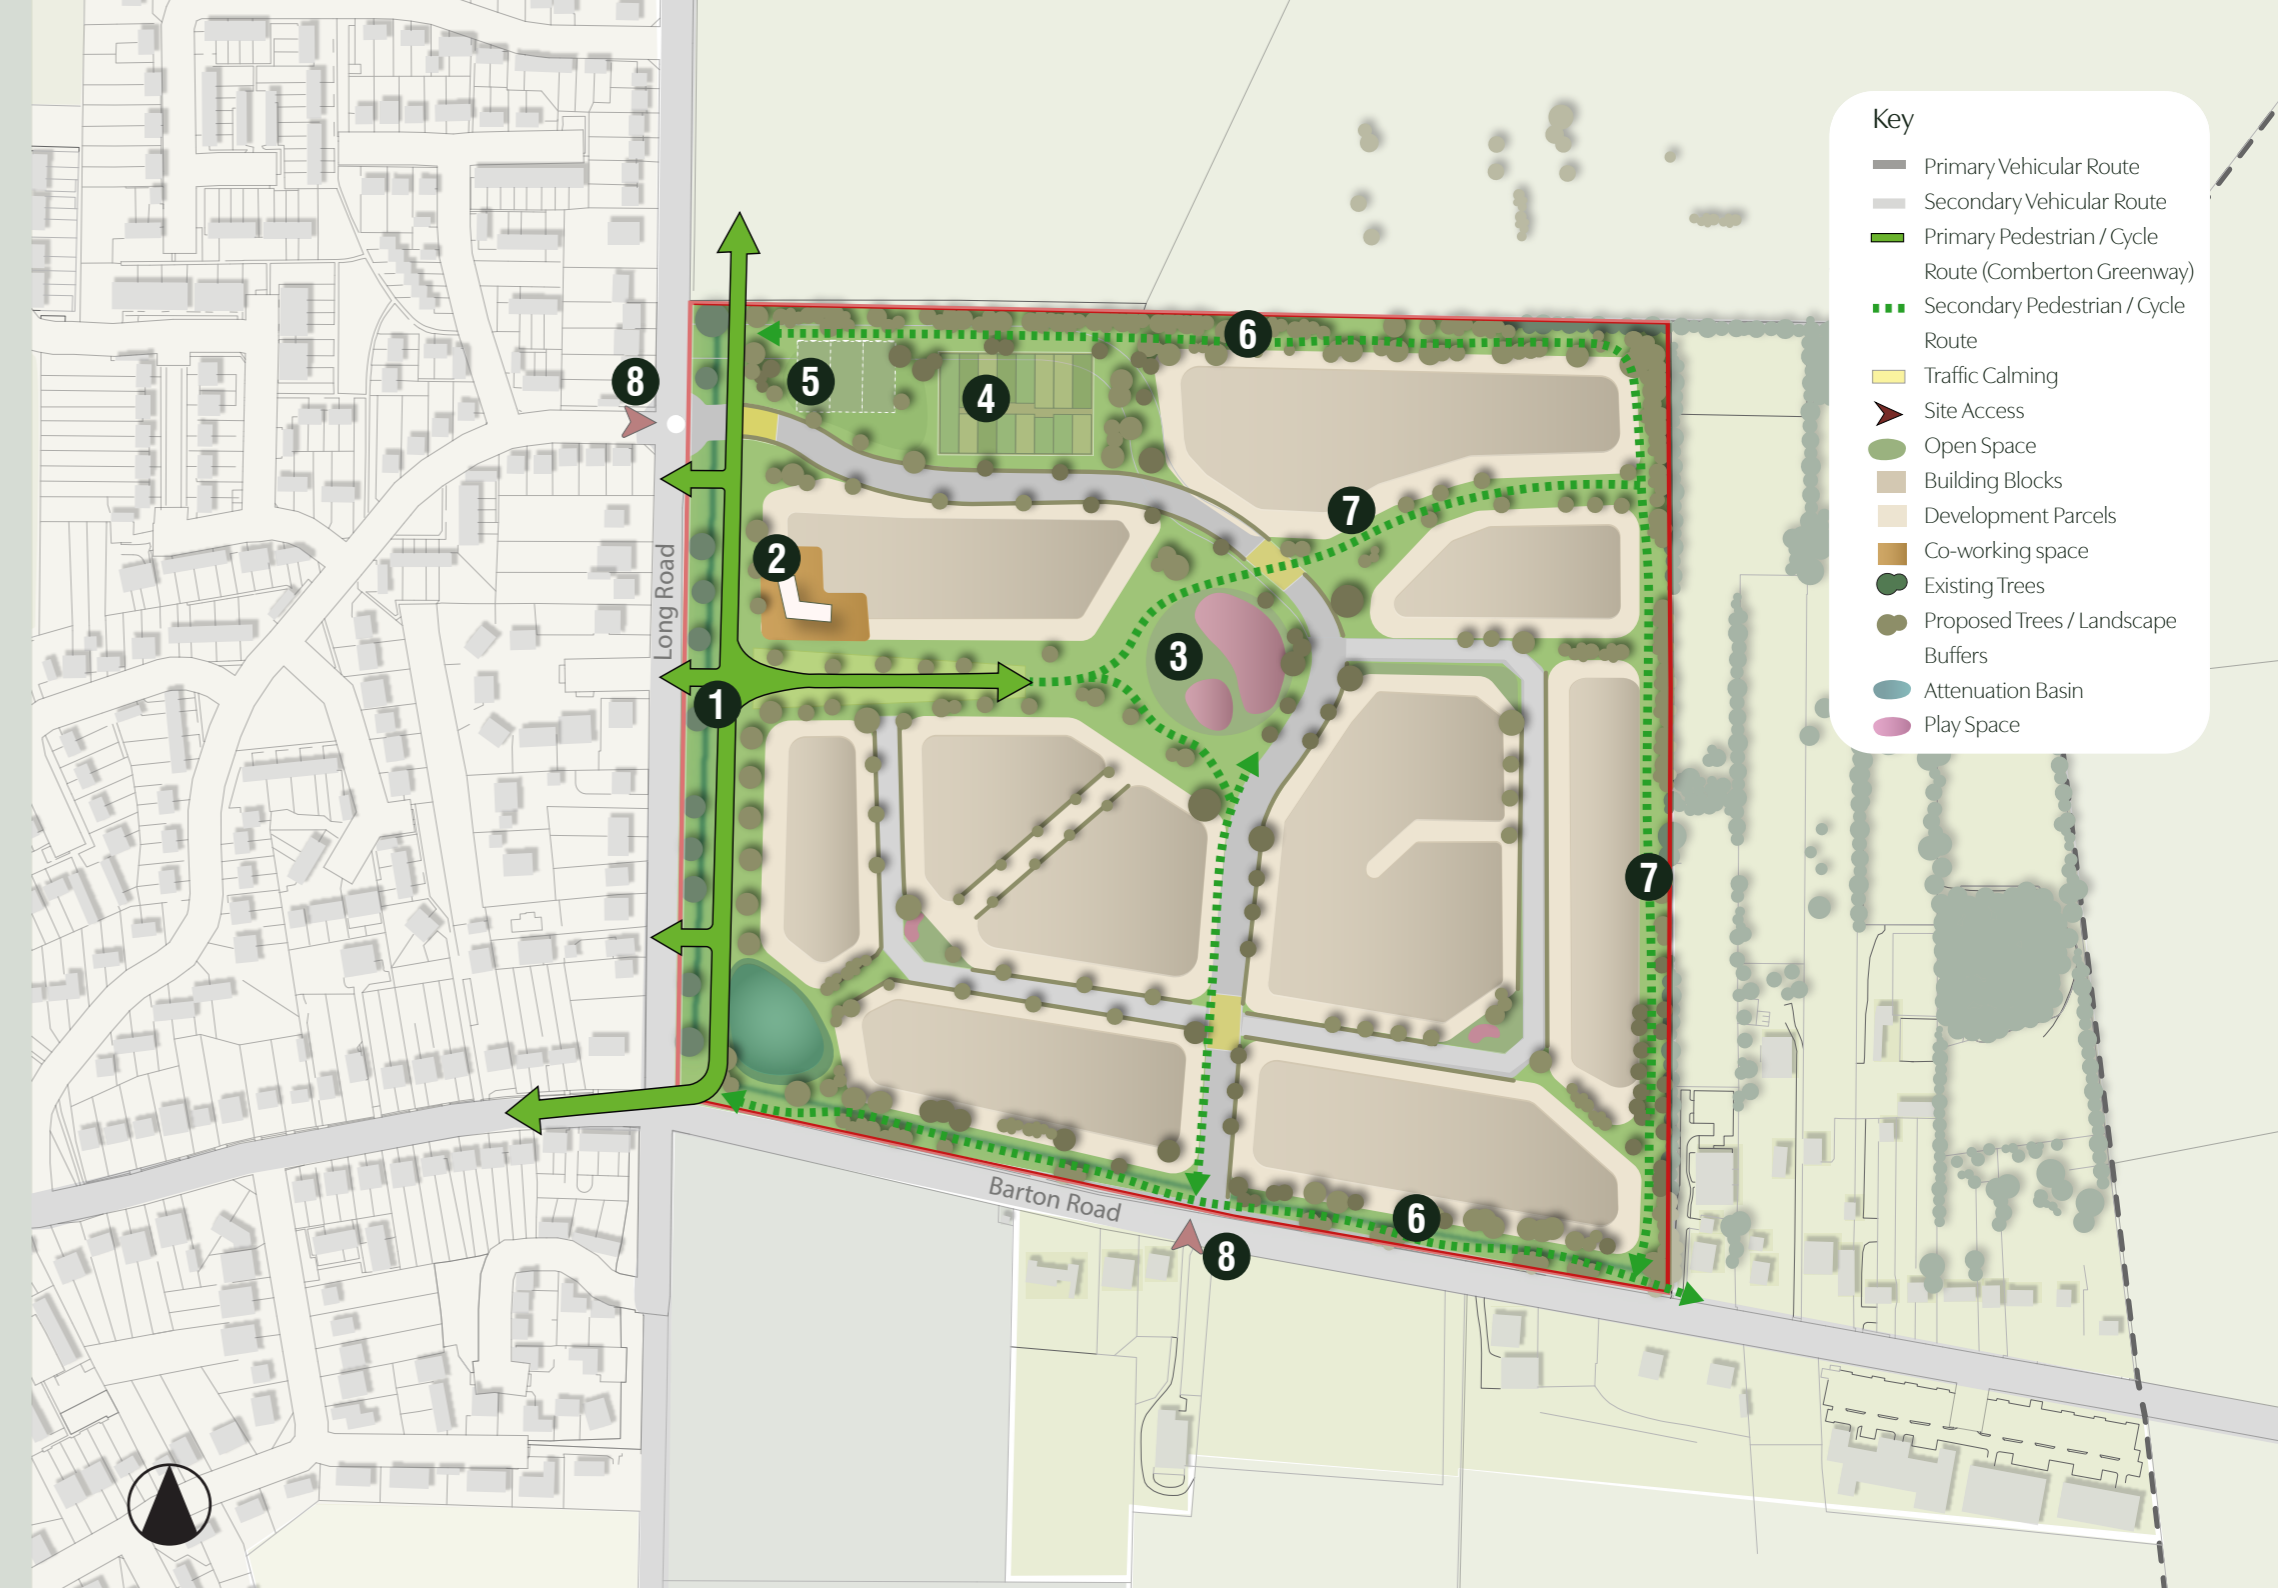 Key
Primary Vehicular Route
Secondary Vehicular Route
Primary Pedestrian / Cycle
Route (Comberton Greenway)
Secondary Pedestrian / Cycle
Route
Traffic Calming
Site Access
Open Space
Building Blocks
Development Parcels
Co-working space
Existing Trees
Proposed Trees / Landscape
Buffers
Attenuation Basin
Play Space
6
8
5
4
7
2
Long Road
3
1
7
Barton Road
6
8